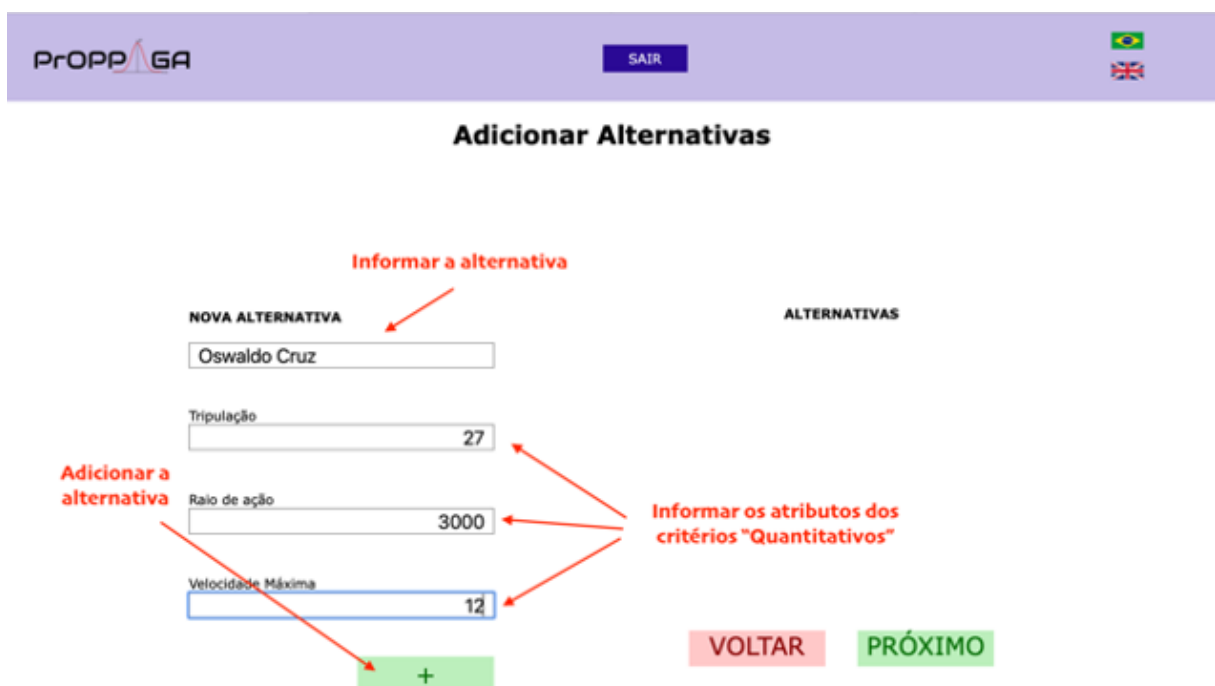 PrOPPAGA
SAIR
Adicionar Alternativas
Informar a alternativa
NOVA ALTERNATIVA
ALTERNATIVAS
Oswaldo Cruz
Tripulação
27
Adicionar a
alternativa
Raio de ação
3000
Informar os atributos dos
critérios "Quantitativos"
Velocidade Máxima
12
VOLTAR
PRÓXIMO
+